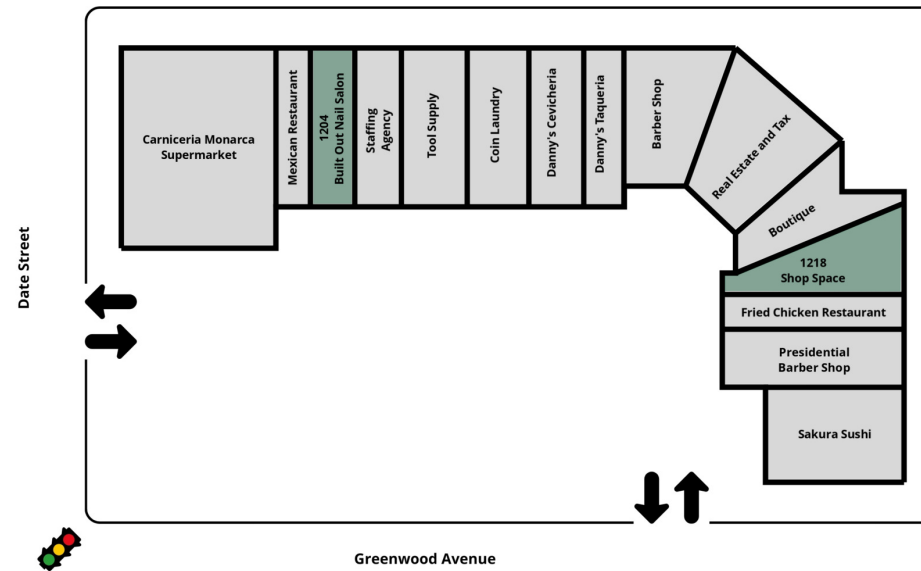 Carniceria Monarca
Supermarket
Mexican Restaurant
1204
Built Out Nail Salon
Staffing
Agency
Tool Supply
Coin Laundry
Danny's Cevicheria
Danny's Taqueria
Barber Shop
Real Estate and Tax
Boutique
1218
Shop Space
Fried Chicken Restaurant
Presidential
Barber Shop
Sakura Sushi
Date Street
Greenwood Avenue